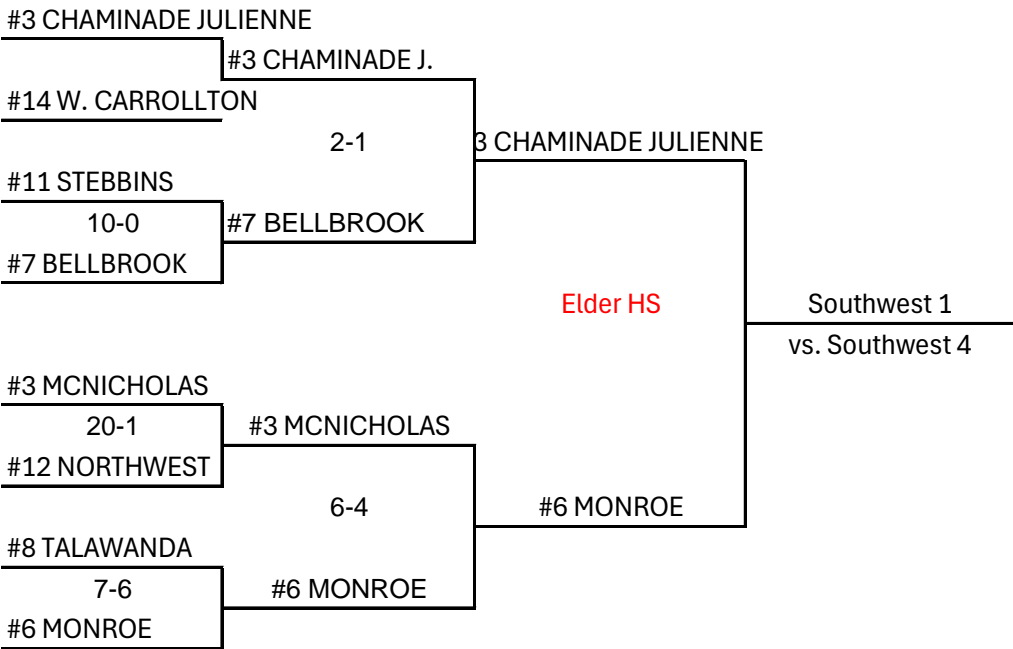 #3 CHAMINADE JULIENNE
#3 CHAMINADE J.
#14 W. CARROLLTON
2-1
3 CHAMINADE JULIENNE
#11 STEBBINS
10-0
#7 BELLBROOK
#7 BELLBROOK
Elder HS
Southwest 1
vs. Southwest 4
#3 MCNICHOLAS
20-1
#3 MCNICHOLAS
#12 NORTHWEST
6-4
#6 MONROE
#8 TALAWANDA
7-6
#6 MONROE
#6 MONROE